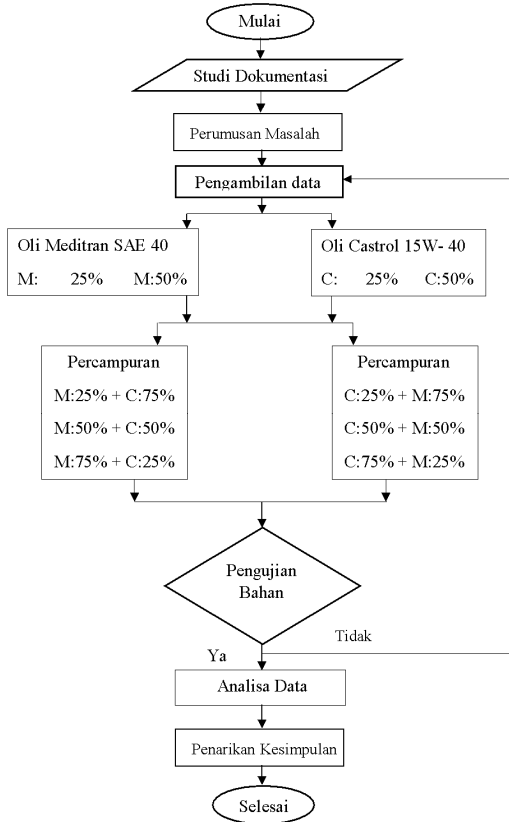 Mulai
Studi Dokumentasi
Perumusan Masalah
Pengambilan data
Oli Meditran SAE 40
M: 25% M:50%
Oli Castrol 15W- 40
C: 25% C:50%
Percampuran
M:25% + C:75%
M:50% + C:50%
M:75% + C:25%
Percampuran
C:25% + M:75%
C:50% + M:50%
C:75% + M:25%
Pengujian
Bahan
Tidak
Ya
Analisa Data
Penarikan Kesimpulan
Selesai